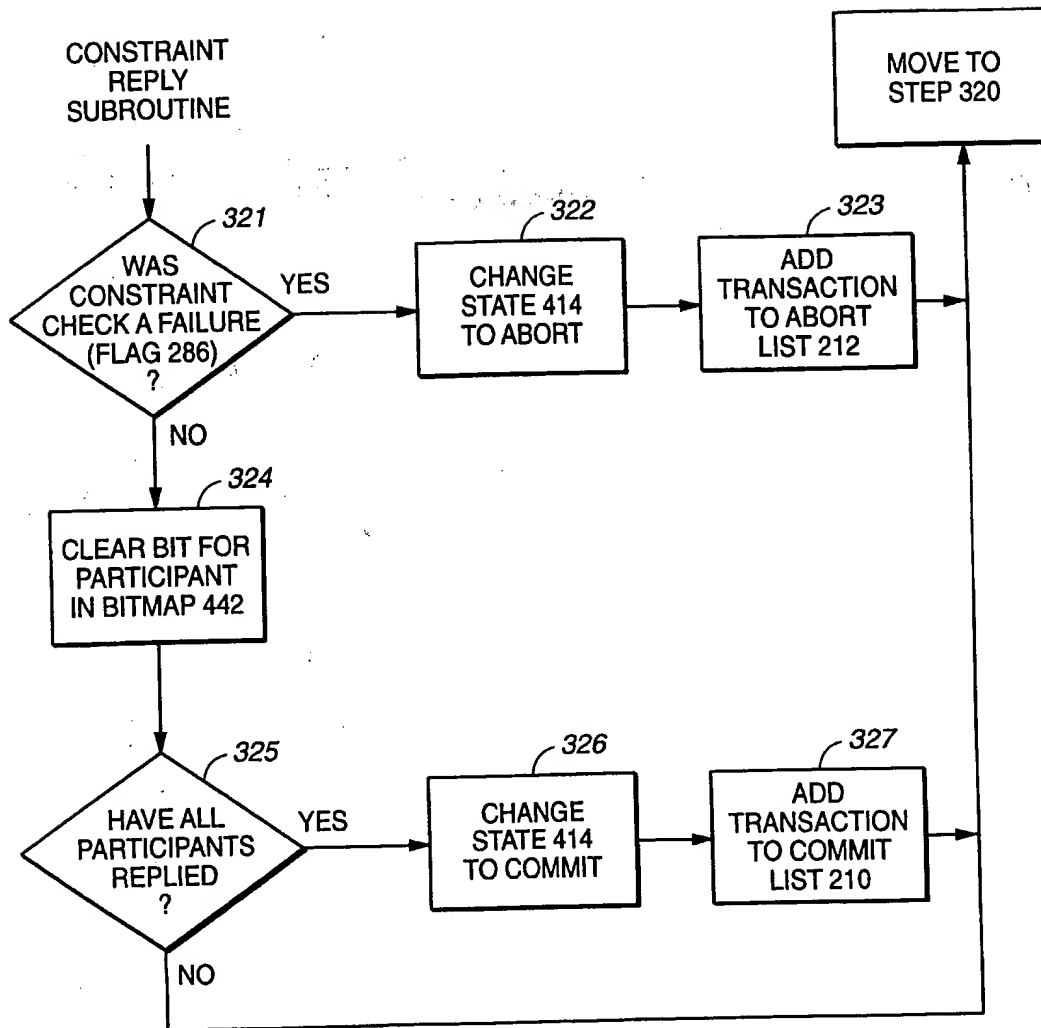 CONSTRAINT
REPLY
SUBROUTINE
MOVE TO
STEP 320
321
WAS
CONSTRAINT
CHECK A FAILURE
(FLAG 286)
?
YES
322
CHANGE
STATE 414
TO ABORT
323
ADD
TRANSACTION
TO ABORT
LIST 212
NO
324
CLEAR BIT FOR
PARTICIPANT
IN BITMAP 442
325
HAVE ALL
PARTICIPANTS
REPLIED
?
YES
326
CHANGE
STATE 414
TO COMMIT
327
ADD
TRANSACTION
TO COMMIT
LIST 210
NO